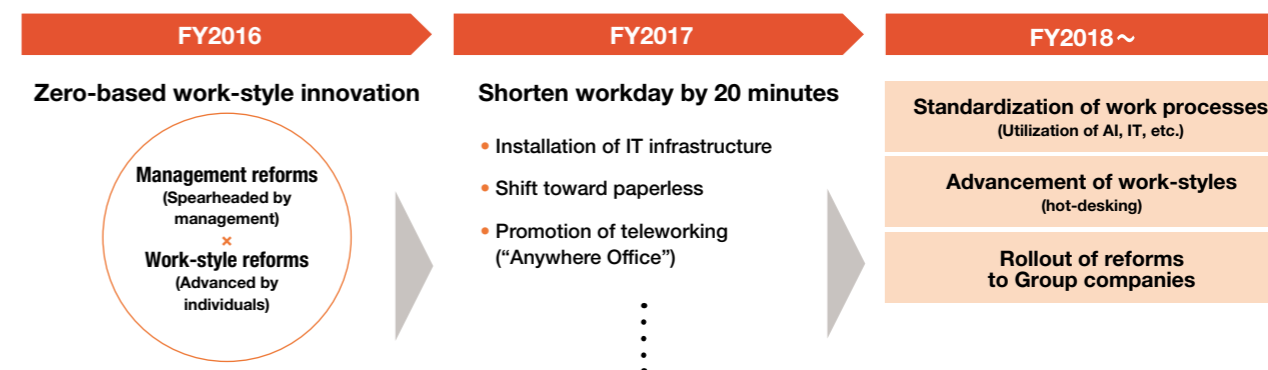 FY2016
Zero-based work-style innovation
Management reforms
(Spearheaded by
management)
×
Work-style reforms
(Advanced by
individuals)
FY2017
Shorten workday by 20 minutes
• Installation of IT infrastructure
• Shift toward paperless
• Promotion of teleworking
(“Anywhere Office”)
FY2018~
Standardization of work processes
(Utilization of AI, IT, etc.)
Advancement of work-styles
(hot-desking)
Rollout of reforms
to Group companies